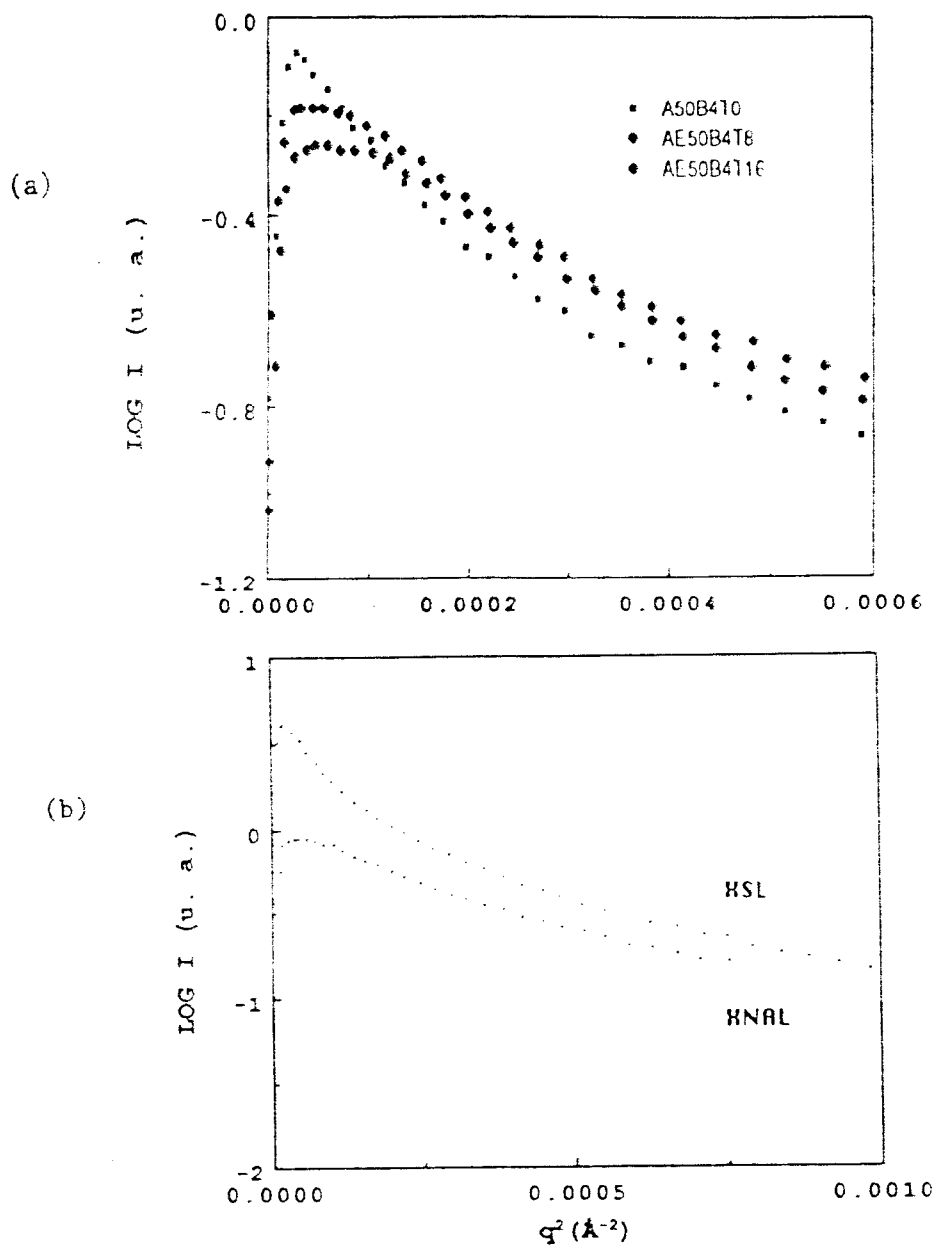 (a)
LOG I (u. a.)
0.0
-0.4
-0.8
-1.2
A50B4T0
AE50B4T8
AE50B4T16
0.0000
0.0002
0.0004
0.0006
(b)
LOG I (u. a.)
1
0
-1
-2
XSL
XNAL
0.0000
0.0005
0.0010
q² (Å⁻²)